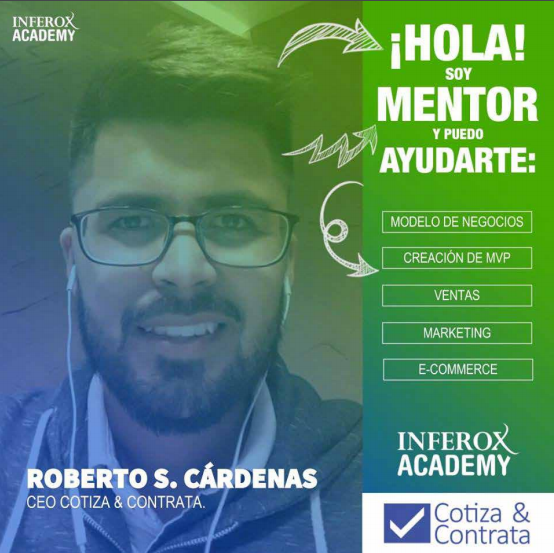 INFEROX
ACADEMY
¡HOLA!
SOY
MENTOR
Y PUEDO
AYUDARTE:
MODELO DE NEGOCIOS
CREACIÓN DE MVP
VENTAS
MARKETING
E-COMMERCE
ROBERTO S. CÁRDENAS
CEO COTIZA & CONTRATA.
INFEROX
ACADEMY
Cotiza &
Contrata